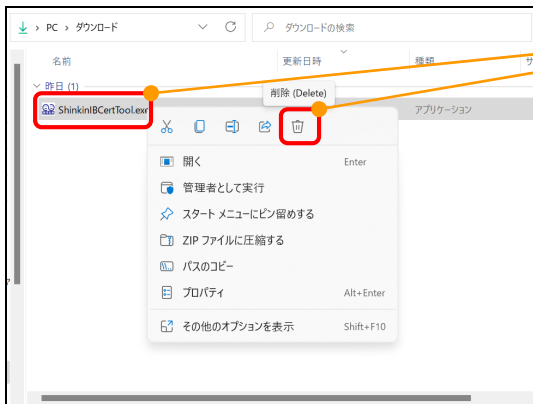 PC > ダウンロード
ダウンロードの検索
名前
更新日時
種類
昨日 (1)
削除 (Delete)
ShinkinIBCertTool.exe
アプリケーション
開く Enter
管理者として実行
スタート メニューにピン留めする
ZIP ファイルに圧縮する
パスのコピー
プロパティ Alt+Enter
その他のオプションを表示 Shift+F10